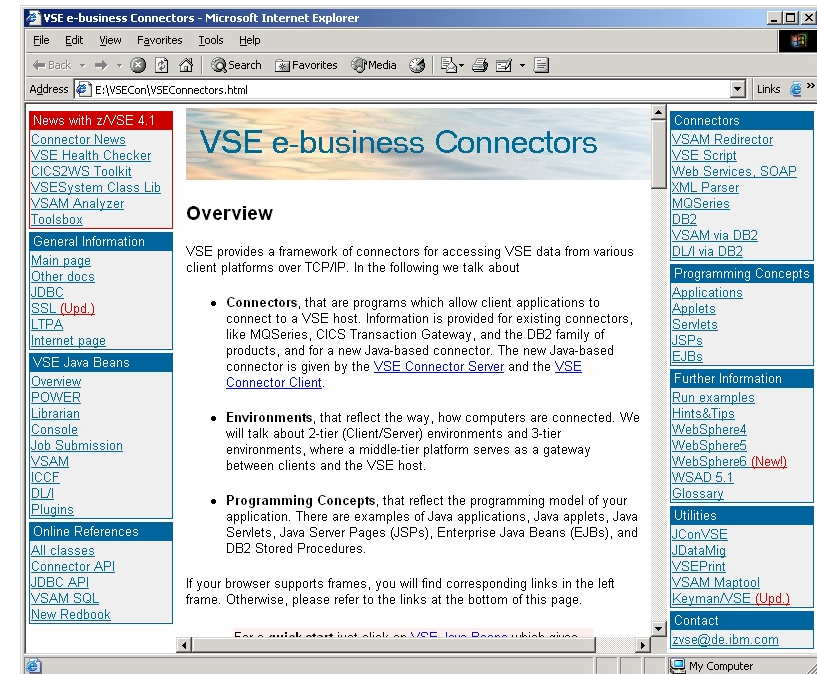 VSE e-business Connectors - Microsoft Internet Explorer
File Edit View Favorites Tools Help
Back Search Favorites Media
Address E:\VSECon\VSEConnectors.html Links »
News with z/VSE 4.1
Connector News
VSE Health Checker
CICS2WS Toolkit
VSESystem Class Lib
VSAM Analyzer
Toolsbox
General Information
Main page
Other docs
JDBC
SSL (Upd.)
LTPA
Internet page
VSE Java Beans
Overview
POWER
Librarian
Console
Job Submission
VSAM
ICCF
DL/I
Plugins
Online References
All classes
Connector API
JDBC API
VSAM SQL
New Redbook
VSE e-business Connectors
Overview
VSE provides a framework of connectors for accessing VSE data from various
client platforms over TCP/IP. In the following we talk about
• Connectors, that are programs which allow client applications to
connect to a VSE host. Information is provided for existing connectors,
like MQSeries, CICS Transaction Gateway, and the DB2 family of
products, and for a new Java-based connector. The new Java-based
connector is given by the VSE Connector Server and the VSE
Connector Client.
• Environments, that reflect the way, how computers are connected. We
will talk about 2-tier (Client/Server) environments and 3-tier
environments, where a middle-tier platform serves as a gateway
between clients and the VSE host.
• Programming Concepts, that reflect the programming model of your
application. There are examples of Java applications, Java applets, Java
Servlets, Java Server Pages (JSPs), Enterprise Java Beans (EJBs), and
DB2 Stored Procedures.
If your browser supports frames, you will find corresponding links in the left
frame. Otherwise, please refer to the links at the bottom of this page.
For a quick start just click on VSE Java Beans which gives
Connectors
VSAM Redirector
VSE Script
Web Services, SOAP
XML Parser
MQSeries
DB2
VSAM via DB2
DL/I via DB2
Programming Concepts
Applications
Applets
Servlets
JSPs
EJBs
Further Information
Run examples
Hints&Tips
WebSphere4
WebSphere5
WebSphere6 (New!)
WSAD 5.1
Glossary
Utilities
JConVSE
JDataMig
VSEPrint
VSAM Maptool
Keyman/VSE (Upd.)
Contact
zvse@de.ibm.com
My Computer